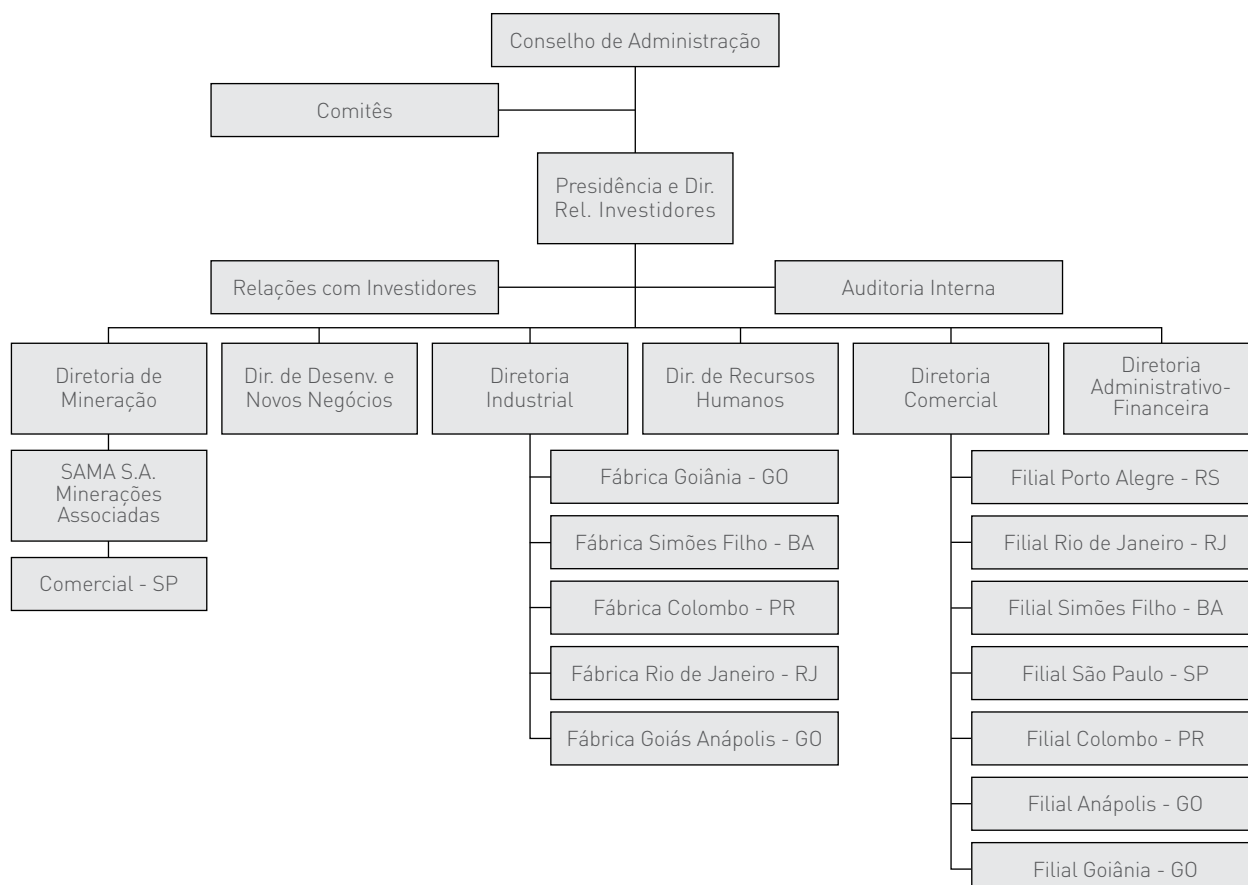 Conselho de Administração
Comitês
Presidência e Dir.
Rel. Investidores
Relações com Investidores
Auditoria Interna
Diretoria de
Mineração
Dir. de Desenv. e
Novos Negócios
Diretoria
Industrial
Dir. de Recursos
Humanos
Diretoria
Comercial
Diretoria
Administrativo-
Financeira
SAMA S.A.
Minerações
Associadas
Comercial - SP
Fábrica Goiânia - GO
Fábrica Simões Filho - BA
Fábrica Colombo - PR
Fábrica Rio de Janeiro - RJ
Fábrica Goiás Anápolis - GO
Filial Porto Alegre - RS
Filial Rio de Janeiro - RJ
Filial Simões Filho - BA
Filial São Paulo - SP
Filial Colombo - PR
Filial Anápolis - GO
Filial Goiânia - GO